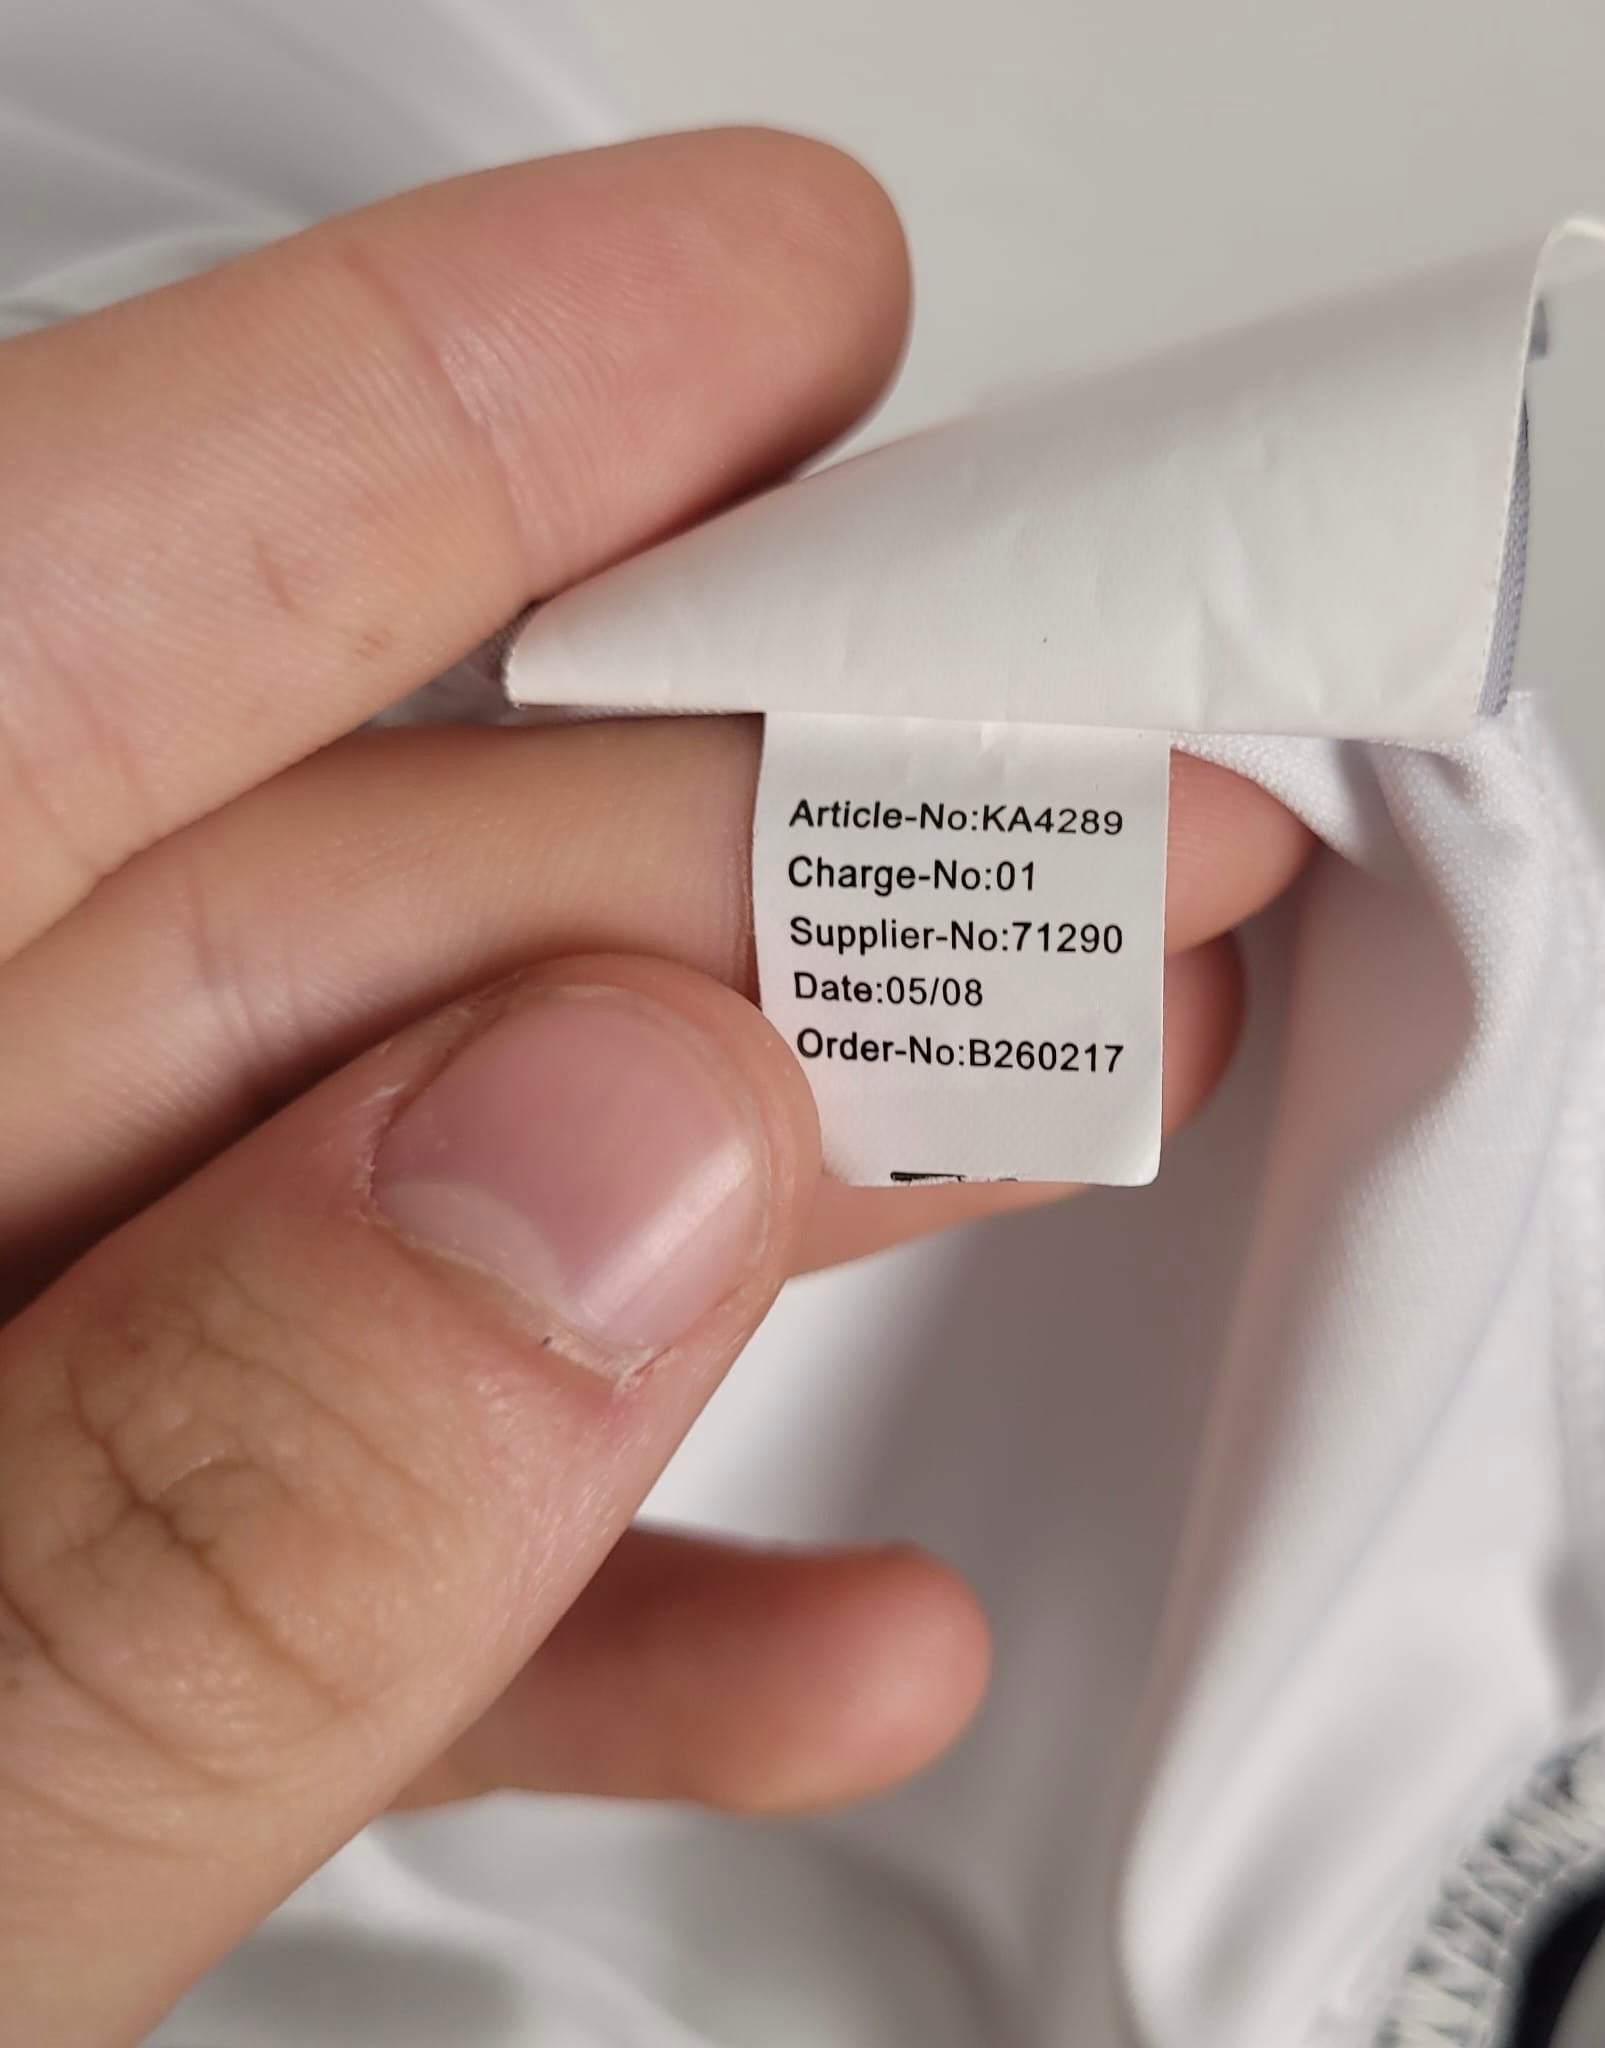 Article-No:KA4289
Charge-No:01
Supplier-No:71290
Date:05/08
Order-No:B260217